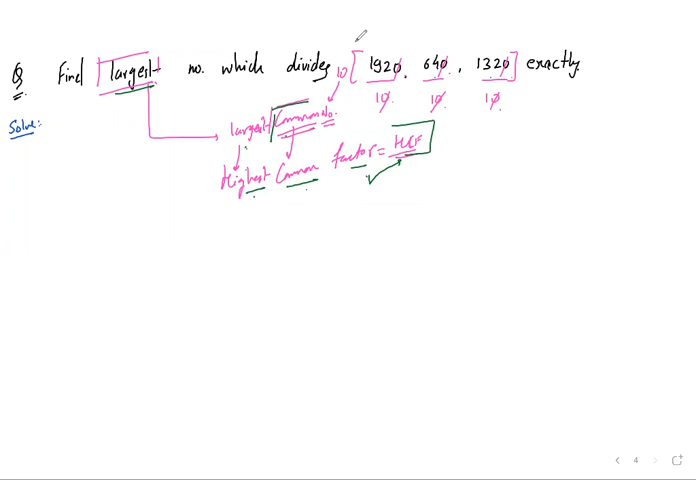 Q Find largest no. which divides 10 [ 1920, 640, 1320 ] exactly
10 10 10
Solve:
largest Common No.
Highest Common factor = HCF
4